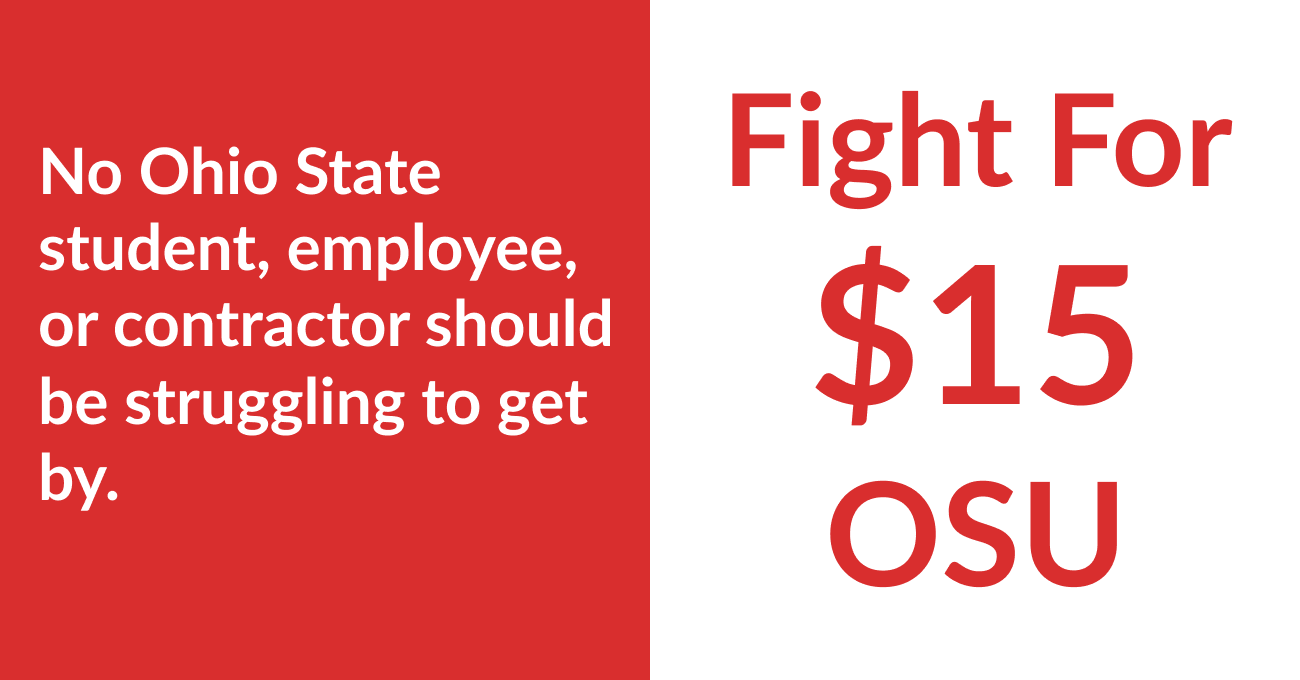 No Ohio State
student, employee,
or contractor should
be struggling to get
by.
Fight For
$15
OSU